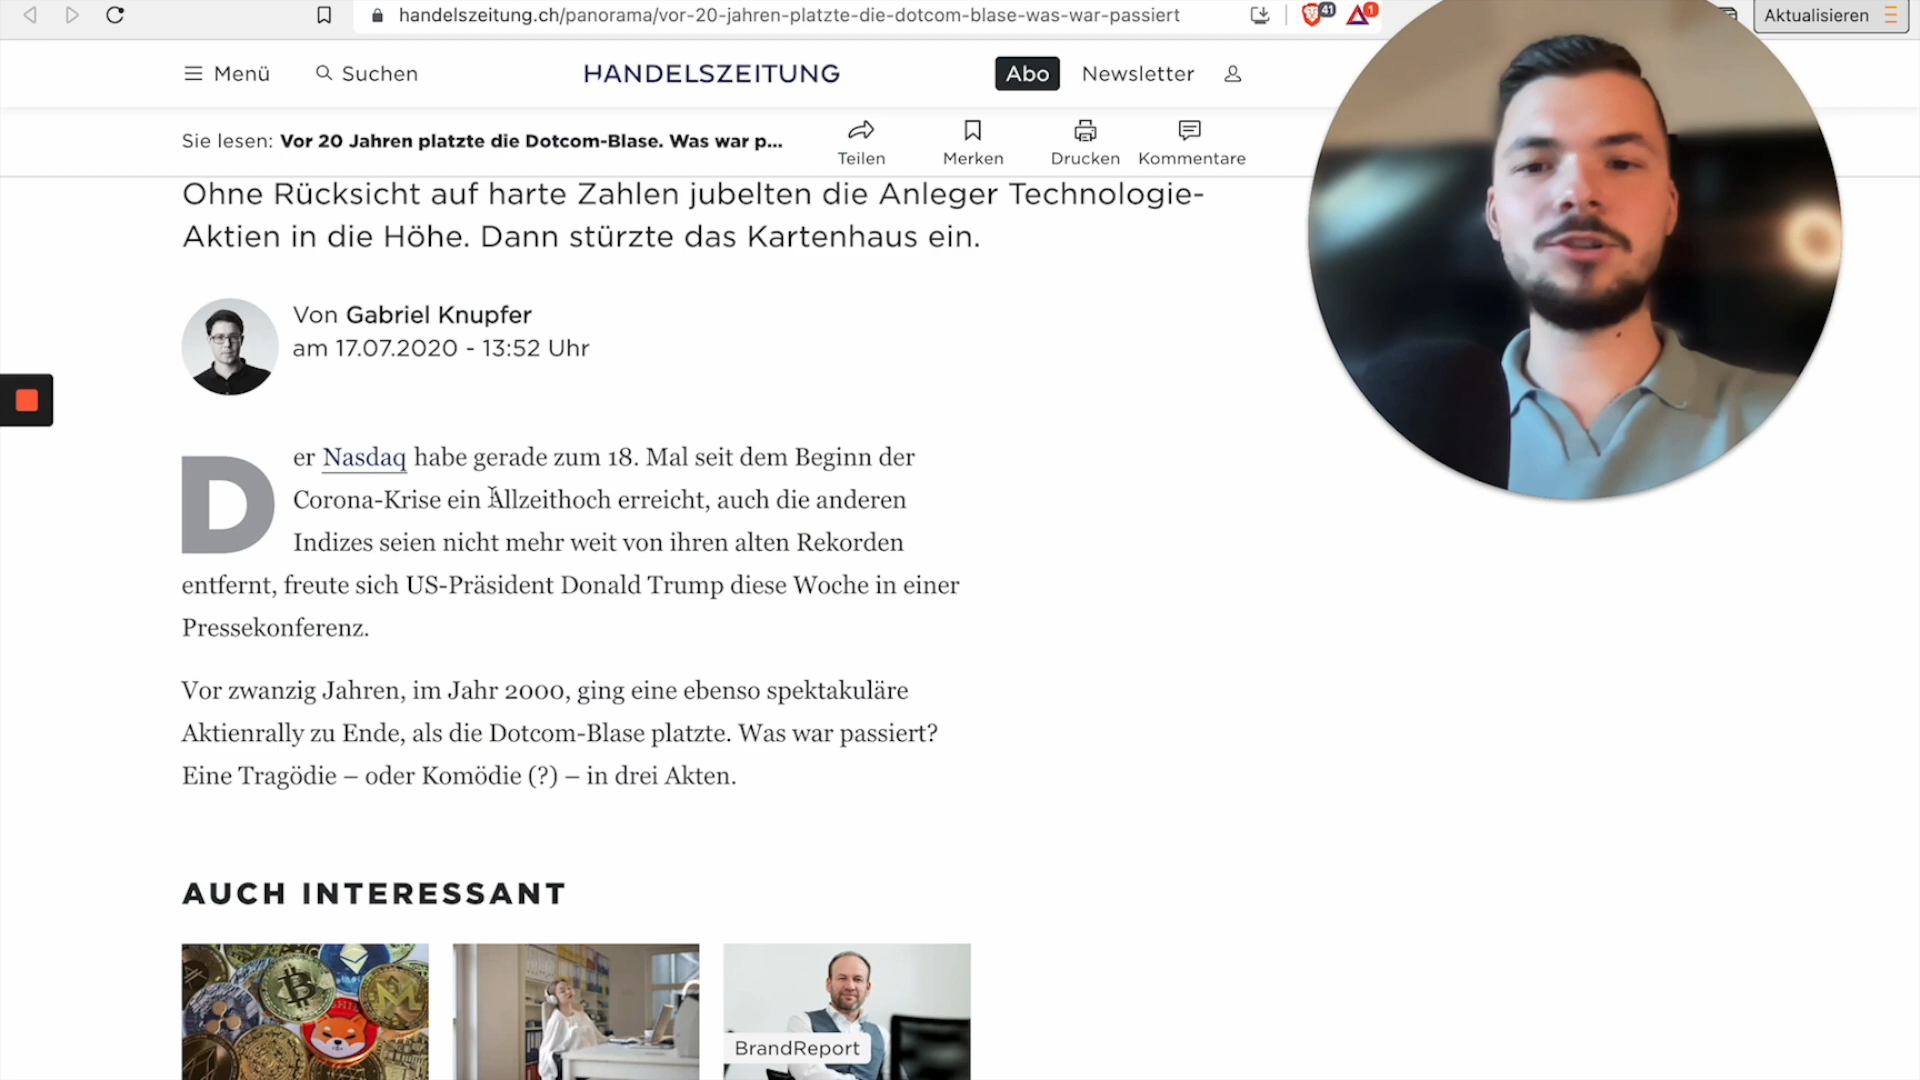 handelszeitung.ch/panorama/vor-20-jahren-platzte-die-dotcom-blase-was-war-passiert
41
1
Aktualisieren
Menü
Suchen
HANDELSZEITUNG
Abo
Newsletter
Sie lesen: Vor 20 Jahren platzte die Dotcom-Blase. Was war p...
Teilen
Merken
Drucken
Kommentare
Ohne Rücksicht auf harte Zahlen jubelten die Anleger Technologie-
Aktien in die Höhe. Dann stürzte das Kartenhaus ein.
Von Gabriel Knupfer
am 17.07.2020 - 13:52 Uhr
Der Nasdaq habe gerade zum 18. Mal seit dem Beginn der
Corona-Krise ein Allzeithoch erreicht, auch die anderen
Indizes seien nicht mehr weit von ihren alten Rekorden
entfernt, freute sich US-Präsident Donald Trump diese Woche in einer
Pressekonferenz.
Vor zwanzig Jahren, im Jahr 2000, ging eine ebenso spektakuläre
Aktienrally zu Ende, als die Dotcom-Blase platzte. Was war passiert?
Eine Tragödie – oder Komödie (?) – in drei Akten.
AUCH INTERESSANT
BrandReport